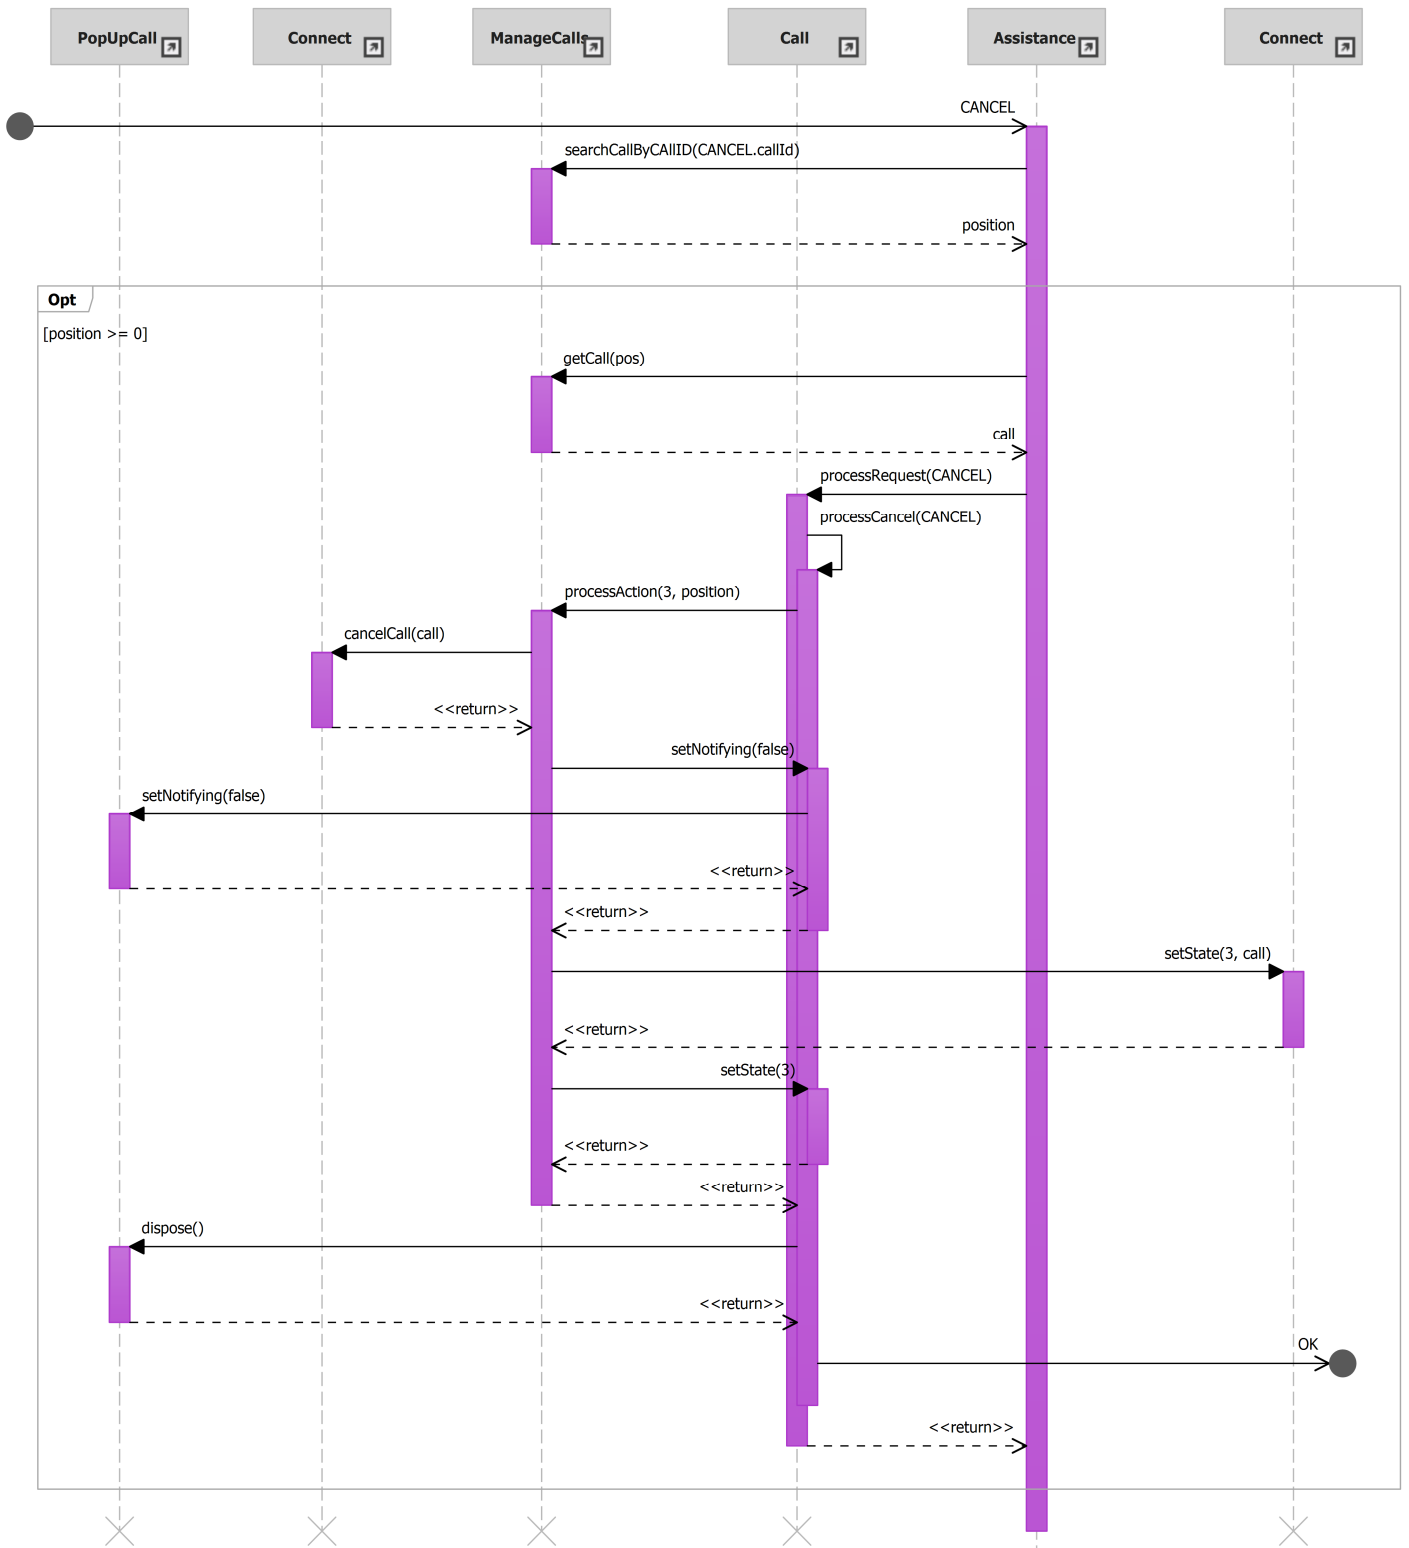 PopUpCall
Connect
ManageCalls
Call
Assistance
Connect
CANCEL
searchCallByCAllID(CANCEL.callId)
position
Opt
[position >= 0]
getCall(pos)
call
processRequest(CANCEL)
processCancel(CANCEL)
processAction(3, position)
cancelCall(call)
<<return>>
setNotifying(false)
setNotifying(false)
<<return>>
<<return>>
setState(3, call)
<<return>>
setState(3)
<<return>>
<<return>>
dispose()
<<return>>
OK
<<return>>